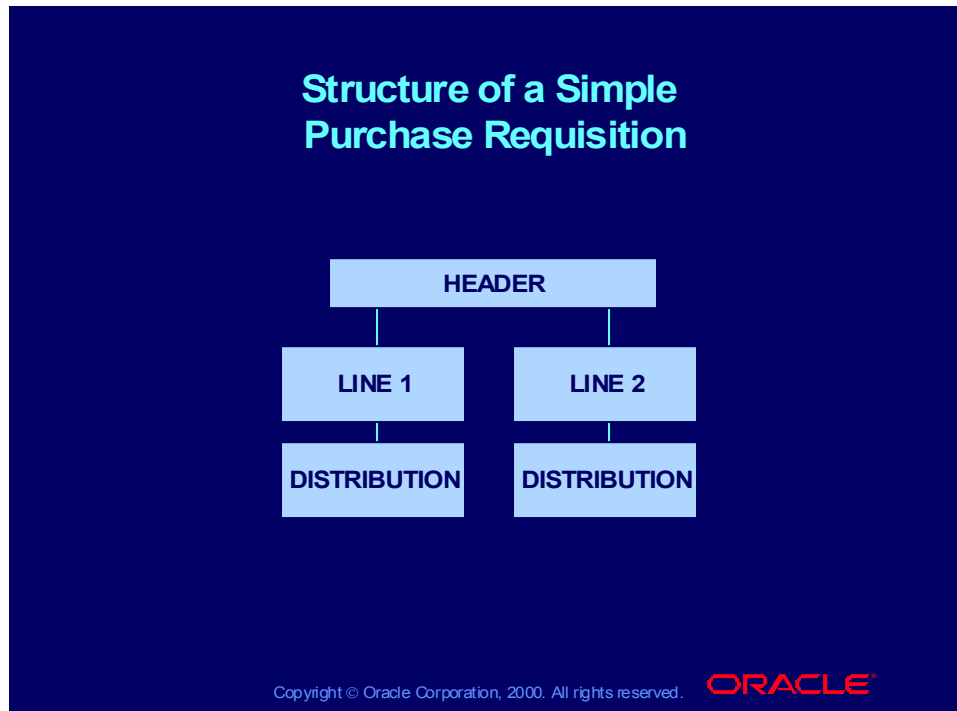 Structure of a Simple
Purchase Requisition
HEADER
LINE 1
LINE 2
DISTRIBUTION
DISTRIBUTION
Copyright © Oracle Corporation, 2000. All rights reserved.
ORACLE®